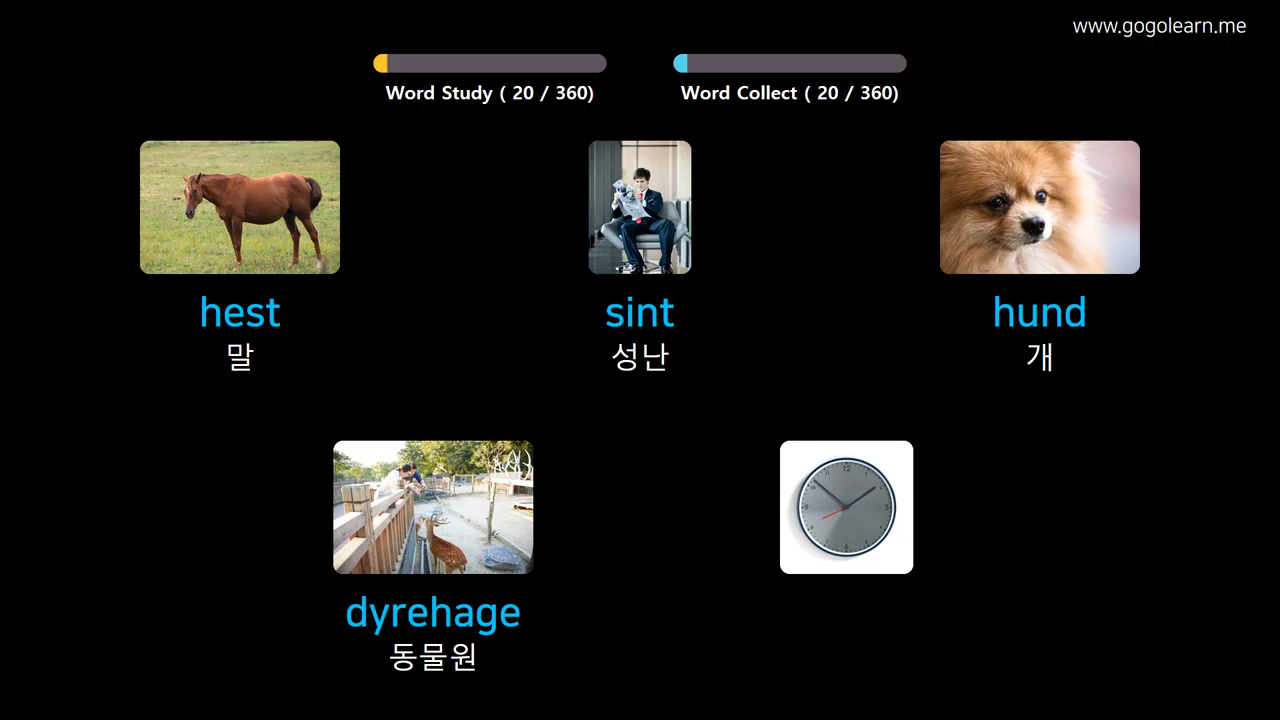 www.gogolearn.me
Word Study ( 20 / 360)
Word Collect ( 20 / 360)
hest
말
sint
성난
hund
개
dyrehage
동물원
12